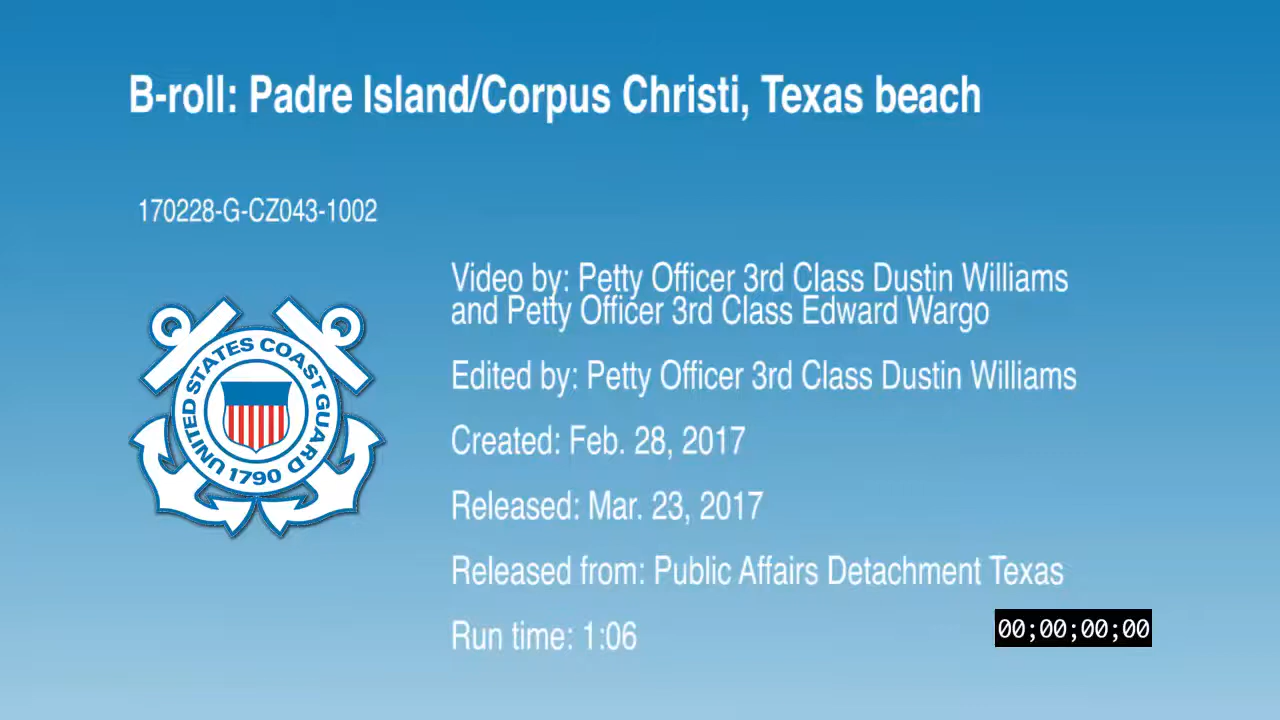 B-roll: Padre Island/Corpus Christi, Texas beach
170228-G-CZ043-1002
Video by: Petty Officer 3rd Class Dustin Williams
and Petty Officer 3rd Class Edward Wargo
UNITED STATES COAST GUARD
1790
Edited by: Petty Officer 3rd Class Dustin Williams
Created: Feb. 28, 2017
Released: Mar. 23, 2017
Released from: Public Affairs Detachment Texas
Run time: 1:06
00;00;00;00